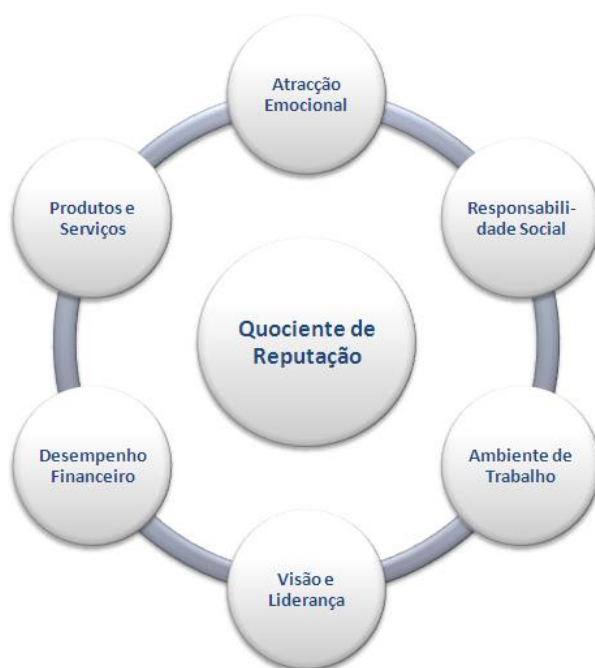 Atracção
Emocional
Responsabili-
dade Social
Ambiente de
Trabalho
Visão e
Liderança
Desempenho
Financeiro
Produtos e
Serviços
Quociente de
Reputação